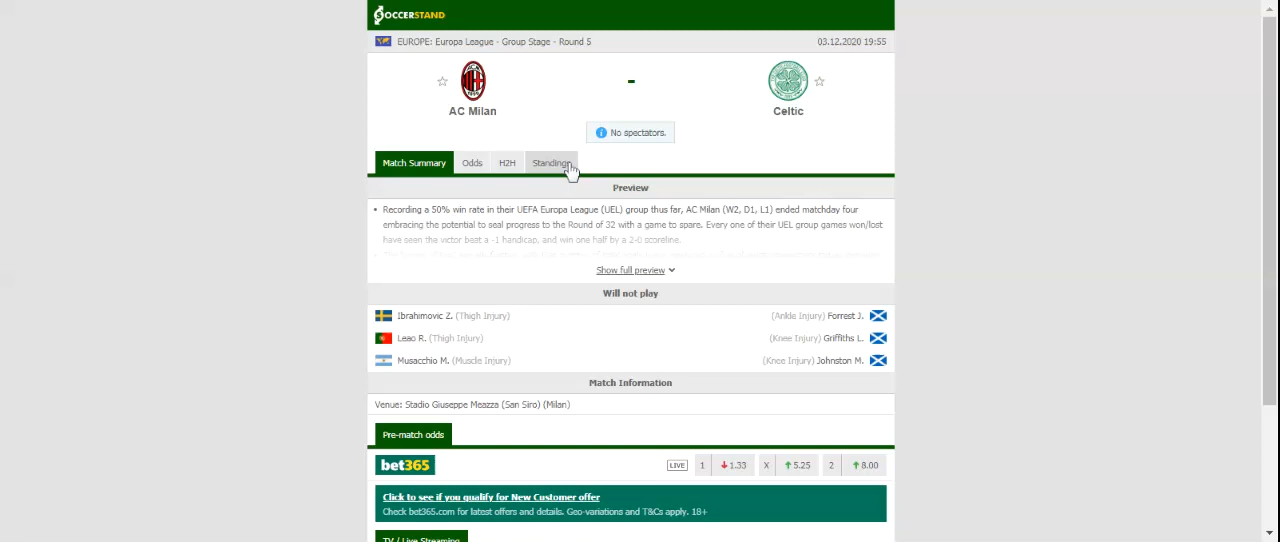 SOCCERSTAND
EUROPE: Europa League - Group Stage - Round 5 03.12.2020 19:55
-
AC Milan Celtic
No spectators.
Match Summary Odds H2H Standings
Preview
Recording a 50% win rate in their UEFA Europa League (UEL) group thus far, AC Milan (W2, D1, L1) ended matchday four
embracing the potential to seal progress to the Round of 32 with a game to spare. Every one of their UEL group games won/lost
have seen the victor beat a -1 handicap, and win one half by a 2-0 scoreline.
Show full preview
Will not play
Ibrahimovic Z. (Thigh Injury) (Ankle Injury) Forrest J.
Leao R. (Thigh Injury) (Knee Injury) Griffiths L.
Musacchio M. (Muscle Injury) (Knee Injury) Johnston M.
Match Information
Venue: Stadio Giuseppe Meazza (San Siro) (Milan)
Pre-match odds
bet365 LIVE 1 1.33 X 5.25 2 8.00
Click to see if you qualify for New Customer offer
Check bet365.com for latest offers and details. Geo-variations and T&Cs apply. 18+
TV / Live Streaming